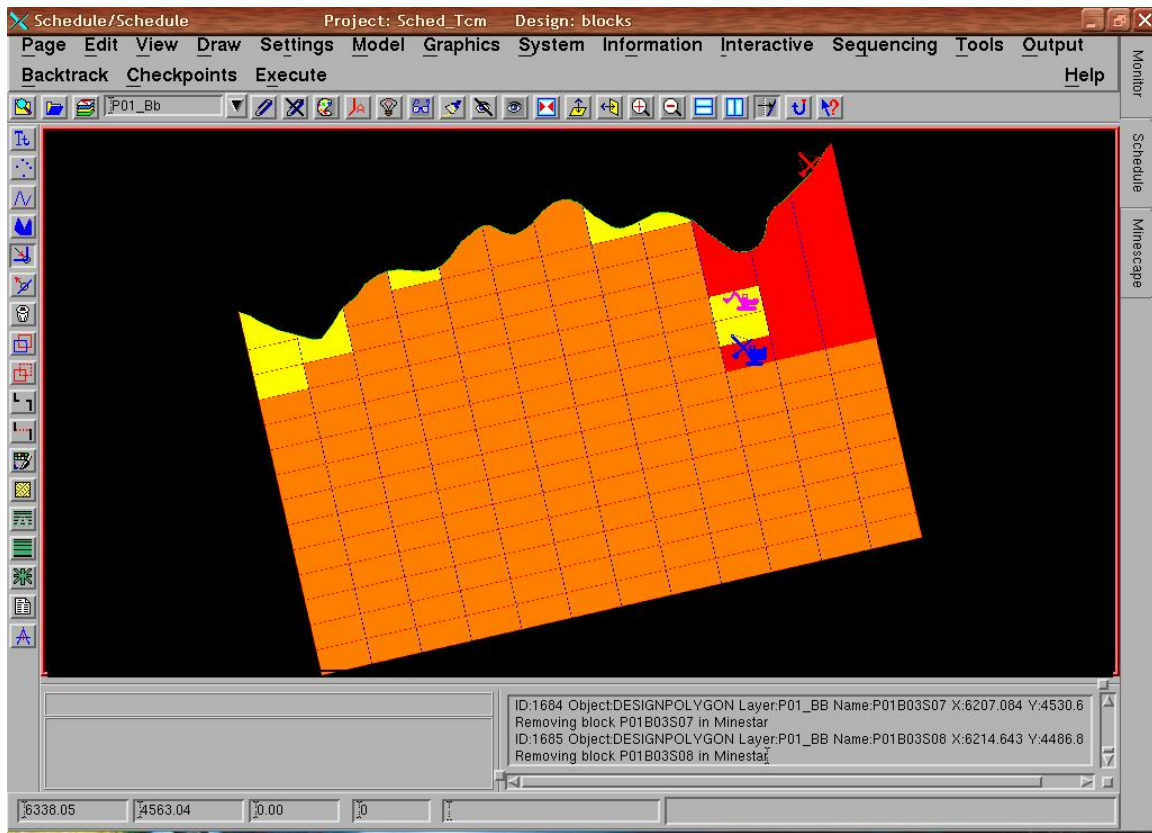 Schedule/Schedule Project: Sched_Tcm Design: blocks
Page Edit View Draw Settings Model Graphics System Information Interactive Sequencing Tools Output
Backtrack Checkpoints Execute Help
P01_Bb
Tt
Monitor
Schedule
Minescape
ID:1684 Object:DESIGNPOLYGON Layer:P01_BB Name:P01B03S07 X:6207.084 Y:4530.6
Removing block P01B03S07 in Minestar
ID:1685 Object:DESIGNPOLYGON Layer:P01_BB Name:P01B03S08 X:6214.643 Y:4486.8
Removing block P01B03S08 in Minestar
6338.05 4563.04 0.00 0